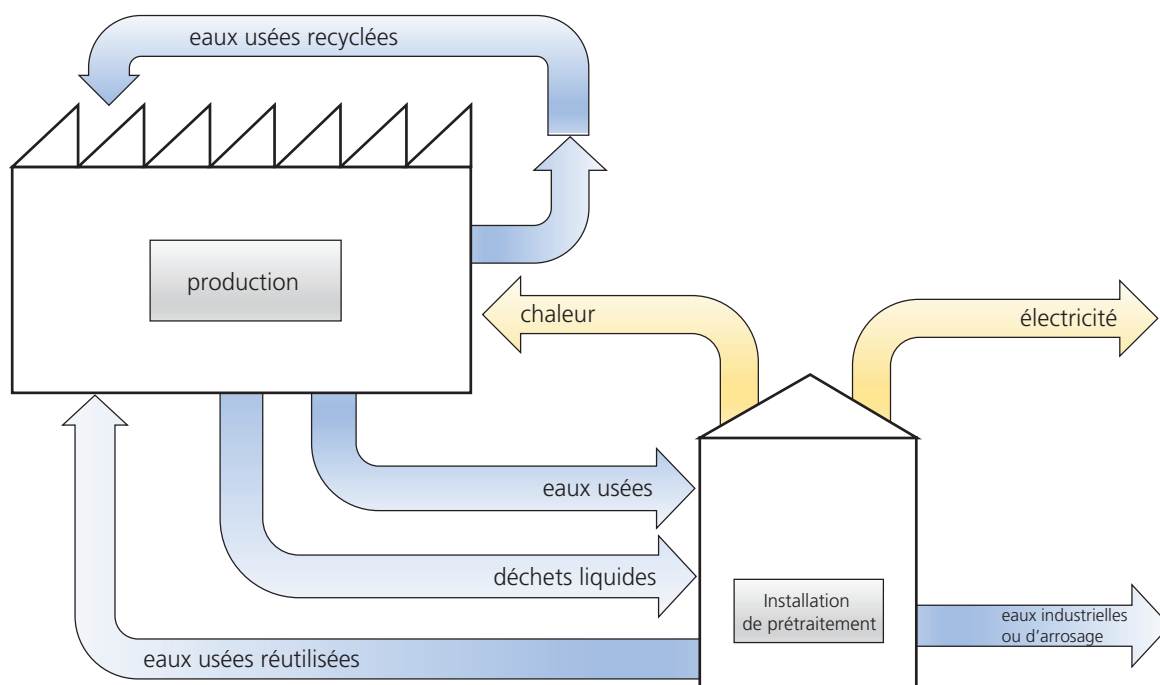 eaux usées recyclées
production
chaleur
électricité
eaux usées
déchets liquides
Installation
de prétraitement
eaux industrielles
ou d'arrosage
eaux usées réutilisées